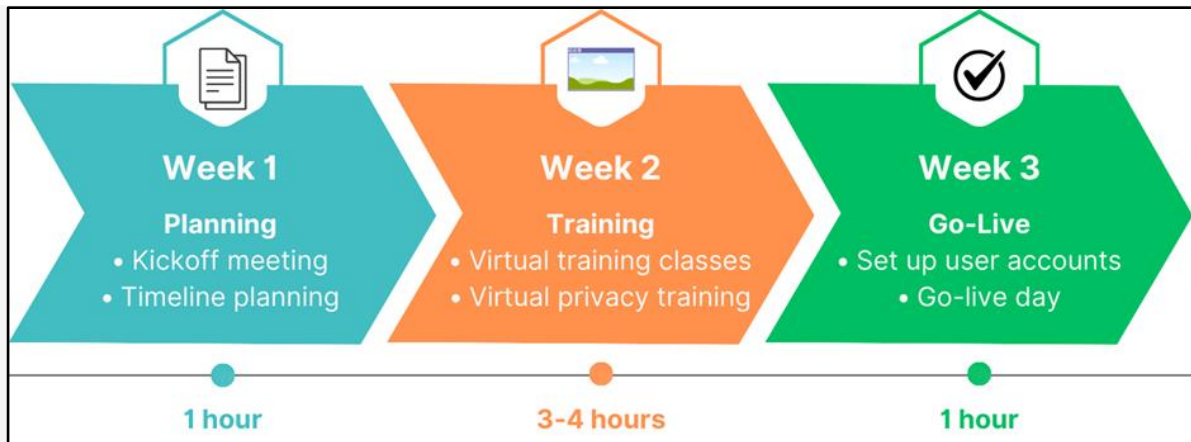 Week 1
Planning
• Kickoff meeting
• Timeline planning
1 hour
Week 2
Training
• Virtual training classes
• Virtual privacy training
3-4 hours
Week 3
Go-Live
• Set up user accounts
• Go-live day
1 hour